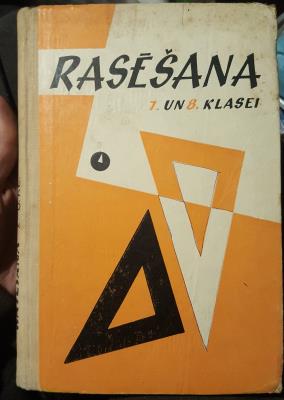 RASĒŠANA
7. UN 8. KLASEI